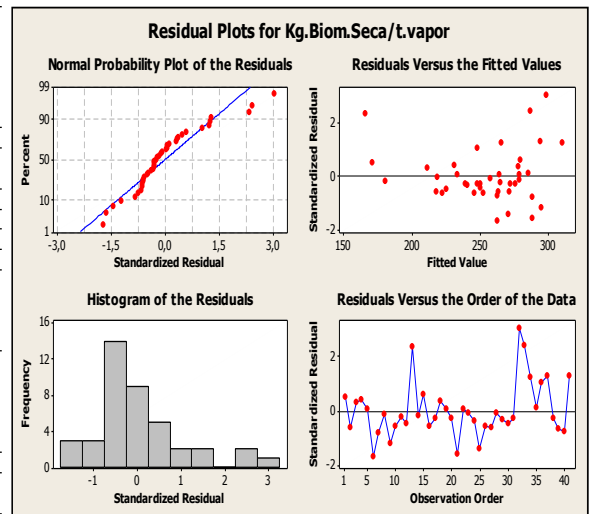 Residual Plots for Kg.Biom.Seca/t.vapor
Normal Probability Plot of the Residuals
99
90
50
10
1
Percent
-3,0 -1,5 0,0 1,5 3,0
Standardized Residual
Residuals Versus the Fitted Values
2
0
-2
Standardized Residual
150 200 250 300
Fitted Value
Histogram of the Residuals
16
12
8
4
0
Frequency
-1 0 1 2 3
Standardized Residual
Residuals Versus the Order of the Data
2
0
-2
Standardized Residual
1 5 10 15 20 25 30 35 40
Observation Order